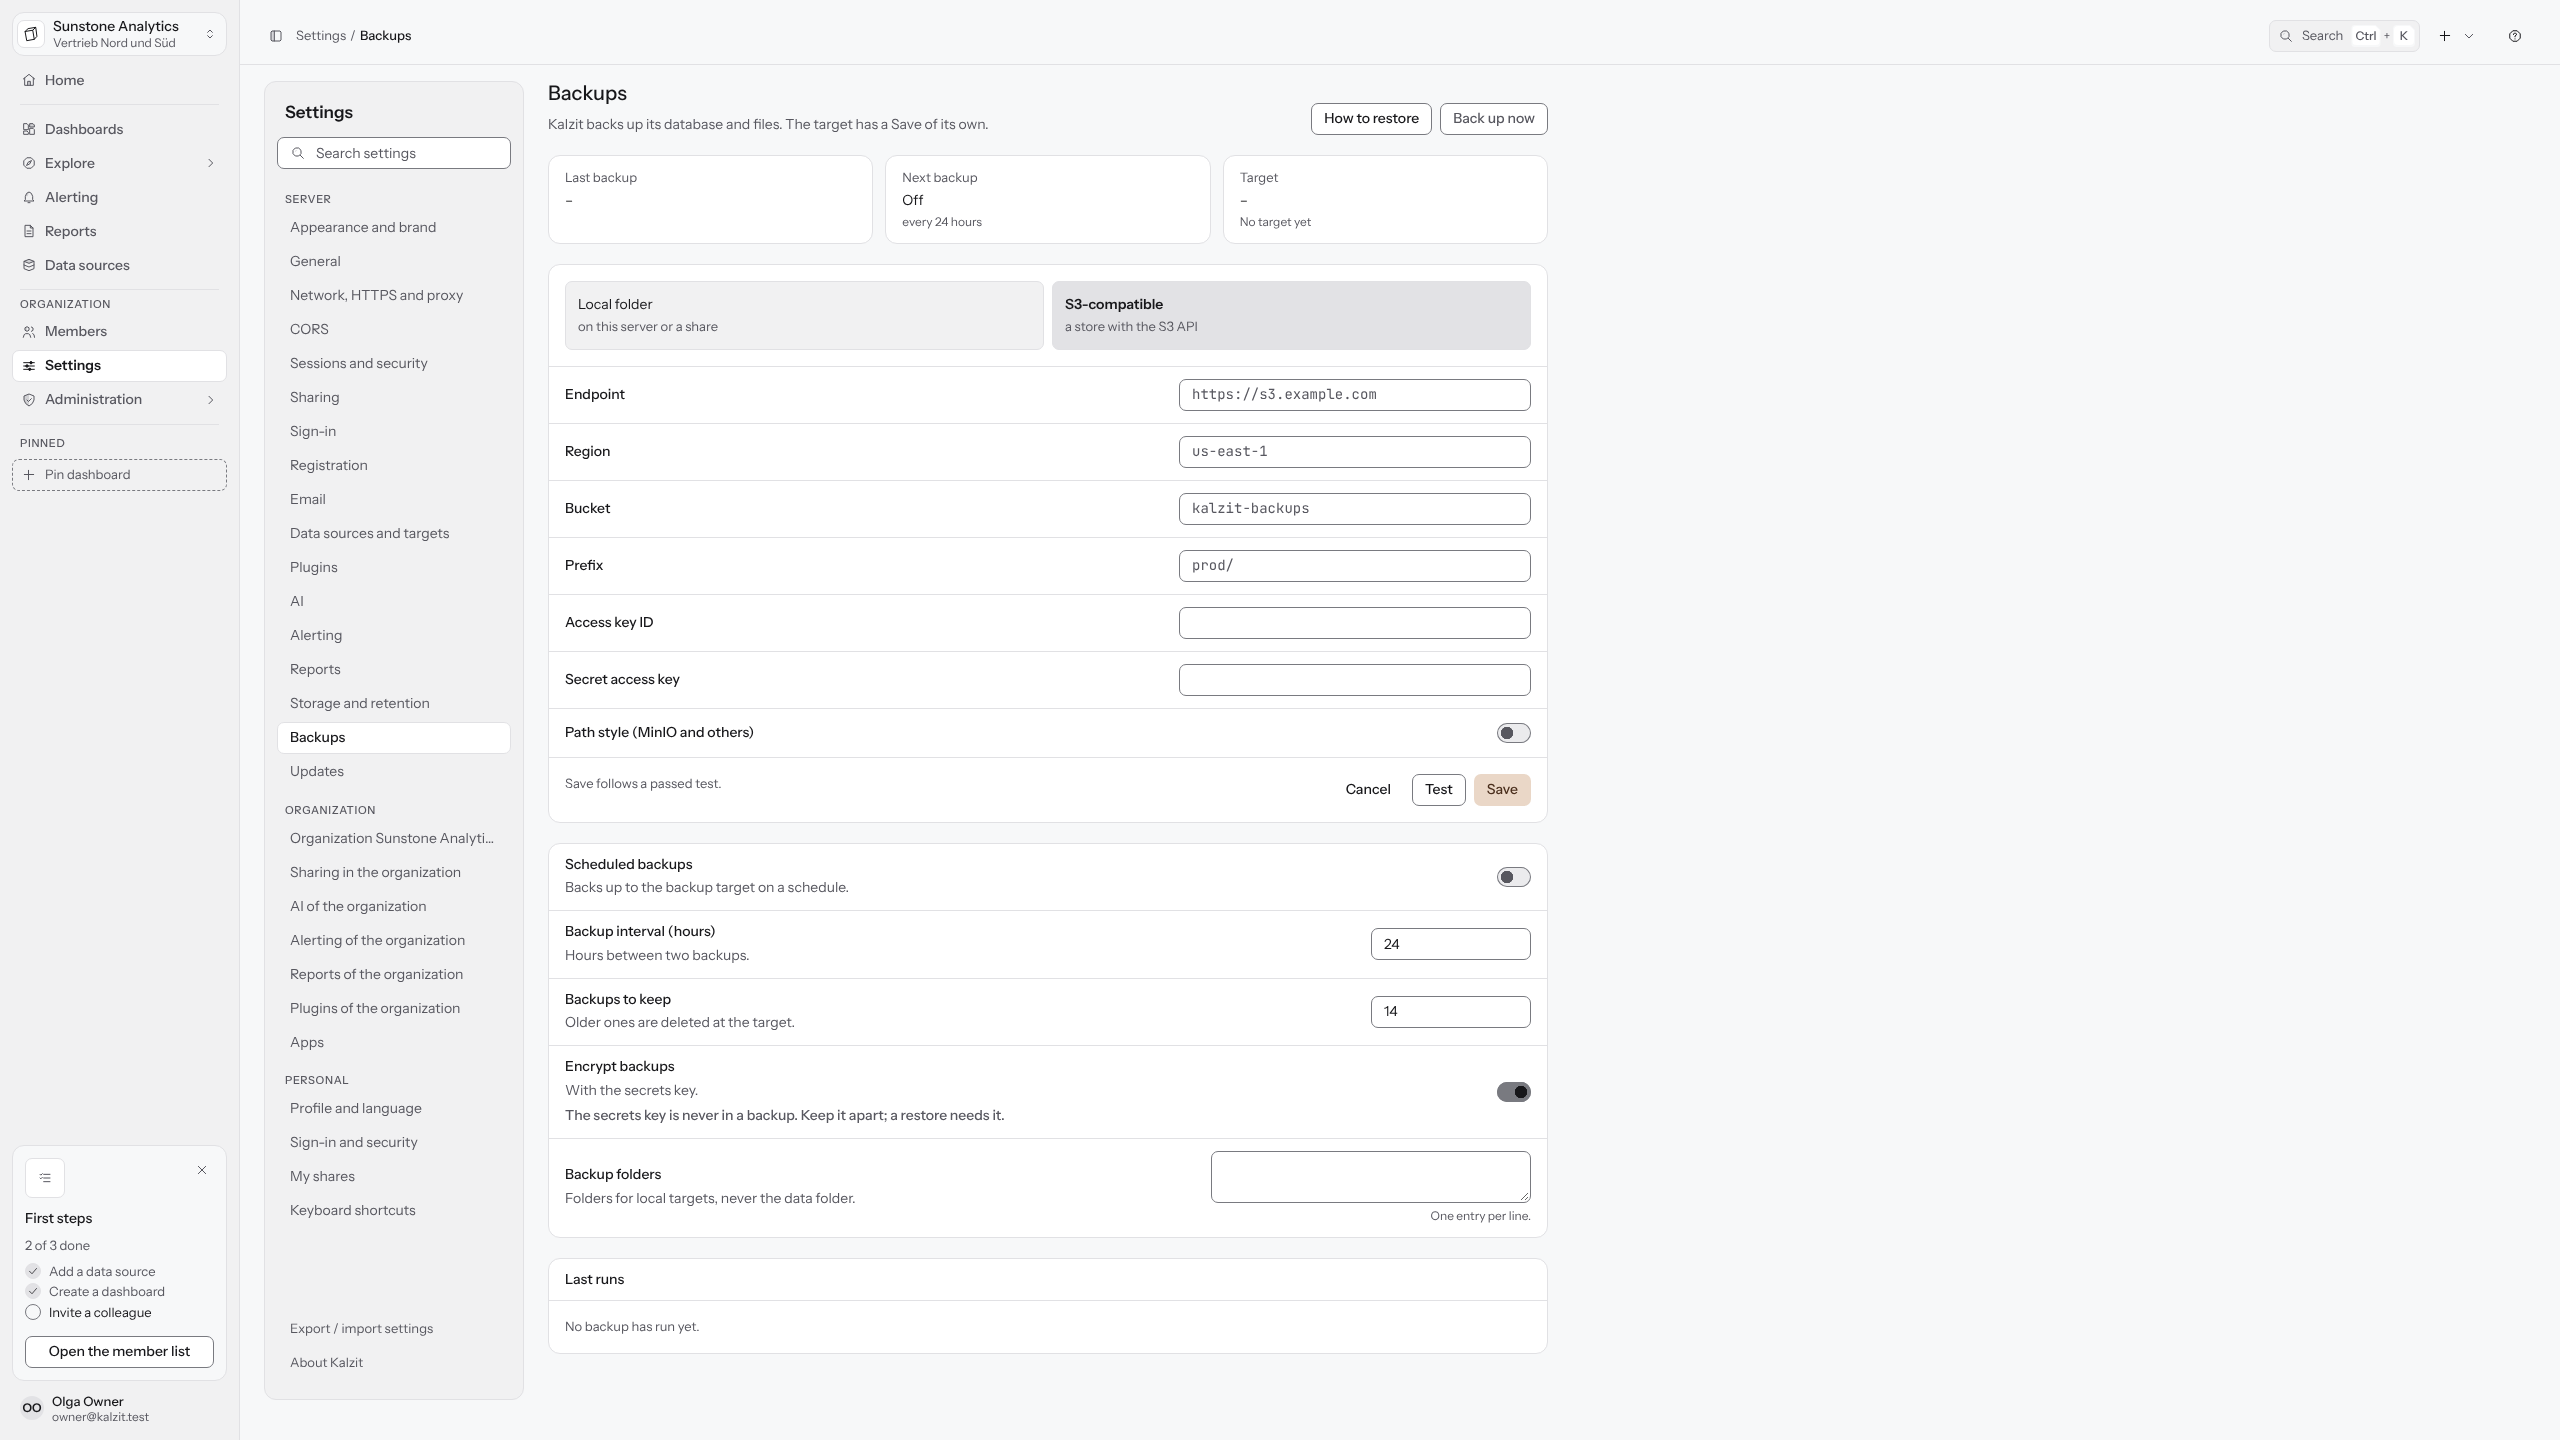 Sunstone Analytics
Vertrieb Nord und Süd
Home
Dashboards
Explore
Alerting
Reports
Data sources
ORGANIZATION
Members
Settings
Administration
PINNED
Pin dashboard
First steps
2 of 3 done
Add a data source
Create a dashboard
Invite a colleague
Open the member list
OO
Olga Owner
owner@kalzit.test
Settings / Backups
Search Ctrl + K
Settings
Search settings
SERVER
Appearance and brand
General
Network, HTTPS and proxy
CORS
Sessions and security
Sharing
Sign-in
Registration
Email
Data sources and targets
Plugins
AI
Alerting
Reports
Storage and retention
Backups
Updates
ORGANIZATION
Organization Sunstone Analyti...
Sharing in the organization
AI of the organization
Alerting of the organization
Reports of the organization
Plugins of the organization
Apps
PERSONAL
Profile and language
Sign-in and security
My shares
Keyboard shortcuts
Export / import settings
About Kalzit
Backups
Kalzit backs up its database and files. The target has a Save of its own.
How to restore
Back up now
Last backup
–
Next backup
Off
every 24 hours
Target
–
No target yet
Local folder
on this server or a share
S3-compatible
a store with the S3 API
Endpoint
https://s3.example.com
Region
us-east-1
Bucket
kalzit-backups
Prefix
prod/
Access key ID
Secret access key
Path style (MinIO and others)
Save follows a passed test.
Cancel
Test
Save
Scheduled backups
Backs up to the backup target on a schedule.
Backup interval (hours)
Hours between two backups.
24
Backups to keep
Older ones are deleted at the target.
14
Encrypt backups
With the secrets key.
The secrets key is never in a backup. Keep it apart; a restore needs it.
Backup folders
Folders for local targets, never the data folder.
One entry per line.
Last runs
No backup has run yet.